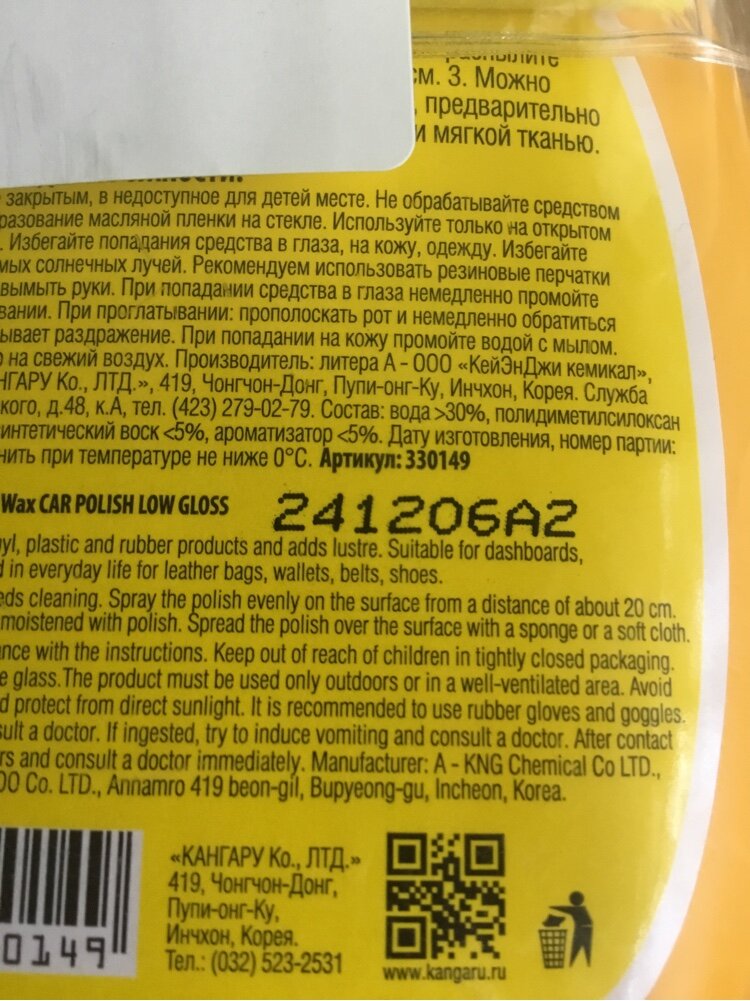 распылите
см. 3. Можно
, предварительно
и мягкой тканью.
закрытым, в недоступное для детей месте. Не обрабатывайте средством
разование масляной пленки на стекле. Используйте только на открытом
. Избегайте попадания средства в глаза, на кожу, одежду. Избегайте
мых солнечных лучей. Рекомендуем использовать резиновые перчатки
вымыть руки. При попадании средства в глаза немедленно промойте
вании. При проглатывании: прополоскать рот и немедленно обратиться
ывает раздражение. При попадании на кожу промойте водой с мылом.
на свежий воздух. Производитель: литера А - ООО «КейЭнДжи кемикал»,
НГАРУ Ко., ЛТД.», 419, Чонгчон-Донг, Пупи-онг-Ку, Инчхон, Корея. Служба
кого, д.48, к.А, тел. (423) 279-02-79. Состав: вода >30%, полидиметилсилоксан
интетический воск <5%, ароматизатор <5%. Дату изготовления, номер партии:
нить при температуре не ниже 0°С. Артикул: 330149
Wax CAR POLISH LOW GLOSS
241206A2
yl, plastic and rubber products and adds lustre. Suitable for dashboards,
d in everyday life for leather bags, wallets, belts, shoes.
eds cleaning. Spray the polish evenly on the surface from a distance of about 20 cm.
moistened with polish. Spread the polish over the surface with a sponge or a soft cloth.
ance with the instructions. Keep out of reach of children in tightly closed packaging.
e glass. The product must be used only outdoors or in a well-ventilated area. Avoid
d protect from direct sunlight. It is recommended to use rubber gloves and goggles.
sult a doctor. If ingested, try to induce vomiting and consult a doctor. After contact
rs and consult a doctor immediately. Manufacturer: A - KNG Chemical Co LTD.,
OO Co. LTD., Annamro 419 beon-gil, Bupyeong-gu, Incheon, Korea.
«КАНГАРУ Ко., ЛТД.»
419, Чонгчон-Донг,
Пупи-онг-Ку,
Инчхон, Корея.
Тел.: (032) 523-2531
0149
www.kangaru.ru